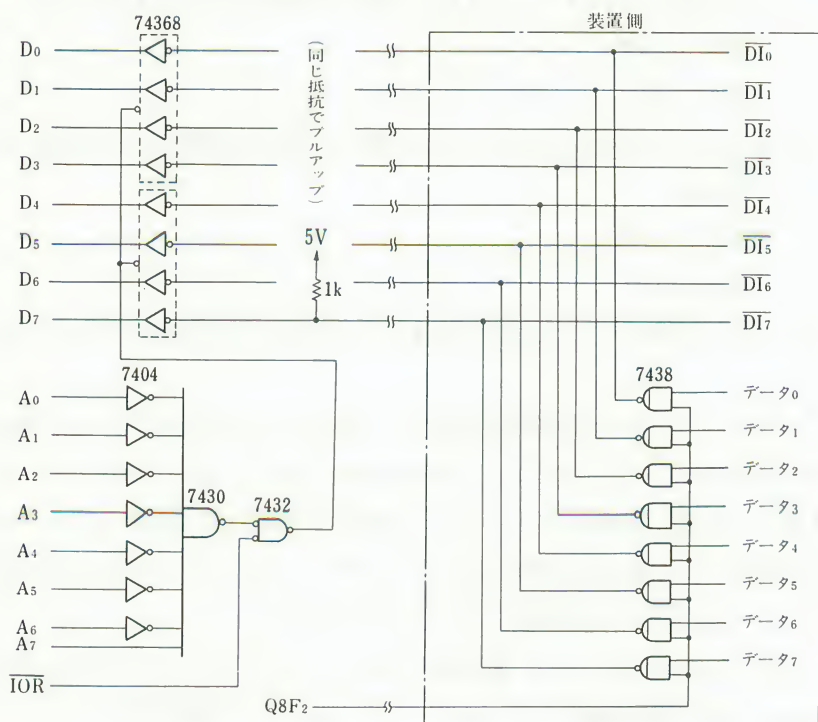 装置側
74368
D0
D1
D2
D3
D4
D5
D6
D7
(同じ抵抗でプルアップ)
5V
1k
DI0
DI1
DI2
DI3
DI4
DI5
DI6
DI7
7404
7430
7432
A0
A1
A2
A3
A4
A5
A6
A7
IOR
7438
データ0
データ1
データ2
データ3
データ4
データ5
データ6
データ7
Q8F2